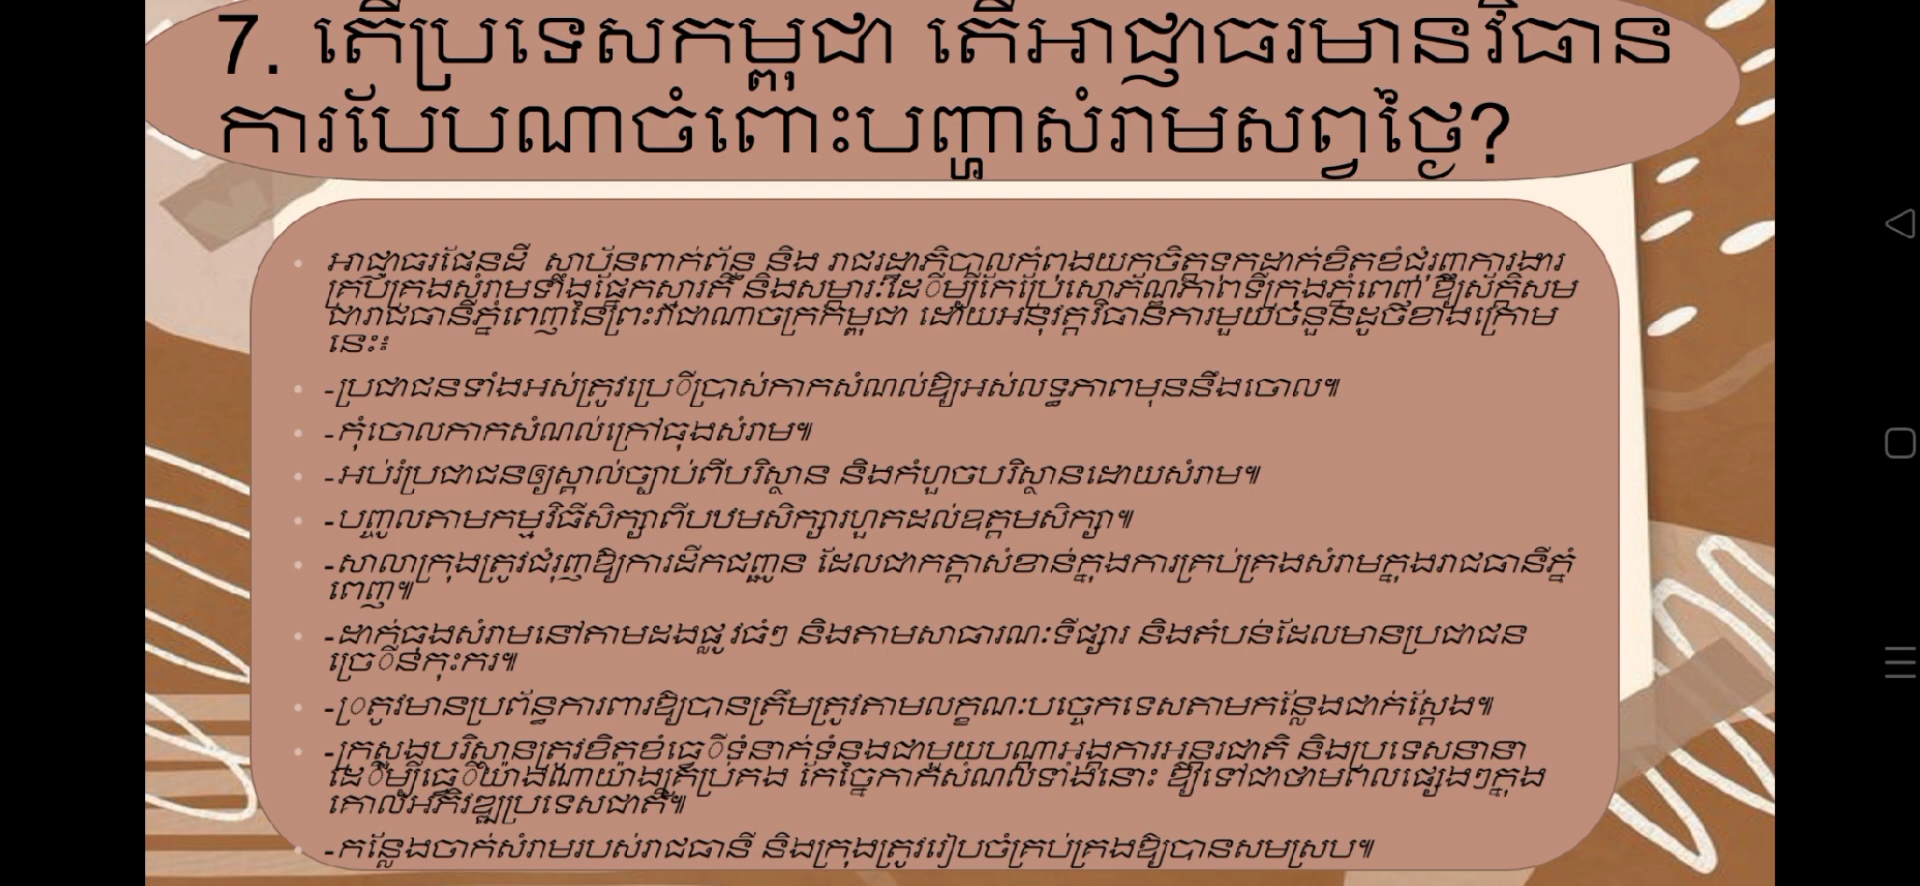 7. តើប្រទេសកម្ពុជា តើអាជ្ញាធរមានវិធាន
ការបែបណាចំពោះបញ្ហាសំរាមសព្វថ្ងៃ?
អាជ្ញាធរដែនដី ស្ថាប័នពាក់ព័ន្ធ និង រាជរដ្ឋាភិបាលកំពុងយកចិត្តទុកដាក់ខិតខំជុំរុញការងារ
គ្រប់គ្រងសំរាមទាំងផ្នែកស្មារតី និងសម្ភារៈដេីម្បីកែប្រែសោភ័ណ្ឌភាពទីក្រុងភ្នំពេញ ឱ្យស័ក្តិសម
ជារាជធានីភ្នំពេញនៃព្រះរាជាណាចក្រកម្ពុជា ដោយអនុវត្តវិធានការមួយចំនួនដូចខាងក្រោម
នេះ៖
-ប្រជាជនទាំងអស់ត្រូវប្រេីប្រាស់កាកសំណល់ឱ្យអស់លទ្ធភាពមុននឹងចោល៕
-កុំចោលកាកសំណល់ក្រៅធុងសំរាម៕
-អប់រំប្រជាជនឲ្យស្គាល់ច្បាប់ពីបរិស្ថាន និងកំហួចបរិស្ថានដោយសំរាម៕
-បញ្ចូលតាមកម្មវិធីសិក្សាពីបឋមសិក្សារហូតដល់ឧត្តមសិក្សា៕
-សាលាក្រុងត្រូវជំរុញឱ្យការដឹកជញ្ជូន ដែលជាកត្តាសំខាន់ក្នុងការគ្រប់គ្រងសំរាមក្នុងរាជធានីភ្នំ
ពេញ៕
-ដាក់ធុងសំរាមនៅតាមដងផ្លូវធំៗ និងតាមសាធារណៈទីផ្សារ និងតំបន់ដែលមានប្រជាជន
ច្រេីនកុះករ៕
-ត្រូវមានប្រព័ន្ធការពារឱ្យបានត្រឹមត្រូវតាមលក្ខណៈបច្ចេកទេសតាមកន្លែងជាក់ស្ដែង៕
-ក្រសួងបរិស្ថានត្រូវខិតខំធ្វេីទំនាក់ទំនងជាមួយបណ្ដាអង្គការអន្តរជាតិ និងប្រទេសនានា
ដេីម្បីធ្វេីយ៉ាងណាយ៉ាងគ្រប់គង កែច្នៃកាកសំណល់ទាំងនោះ ឱ្យទៅជាថាមពលផ្សេងៗក្នុង
គោលអភិវឌ្ឍប្រទេសជាតិ៕
-កន្លែងចាក់សំរាមរបស់រាជធានី និងក្រុងត្រូវរៀបចំគ្រប់គ្រងឱ្យបានសមស្រប៕